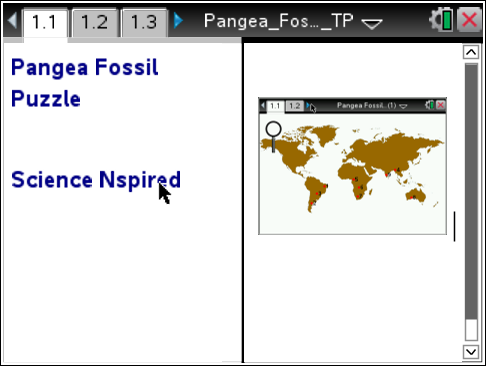 1.1 1.2 1.3 Pangea_Fos..._TP
Pangea Fossil
Puzzle
Science Nspired
1.1 1.2 Pangea Fossil...(1)